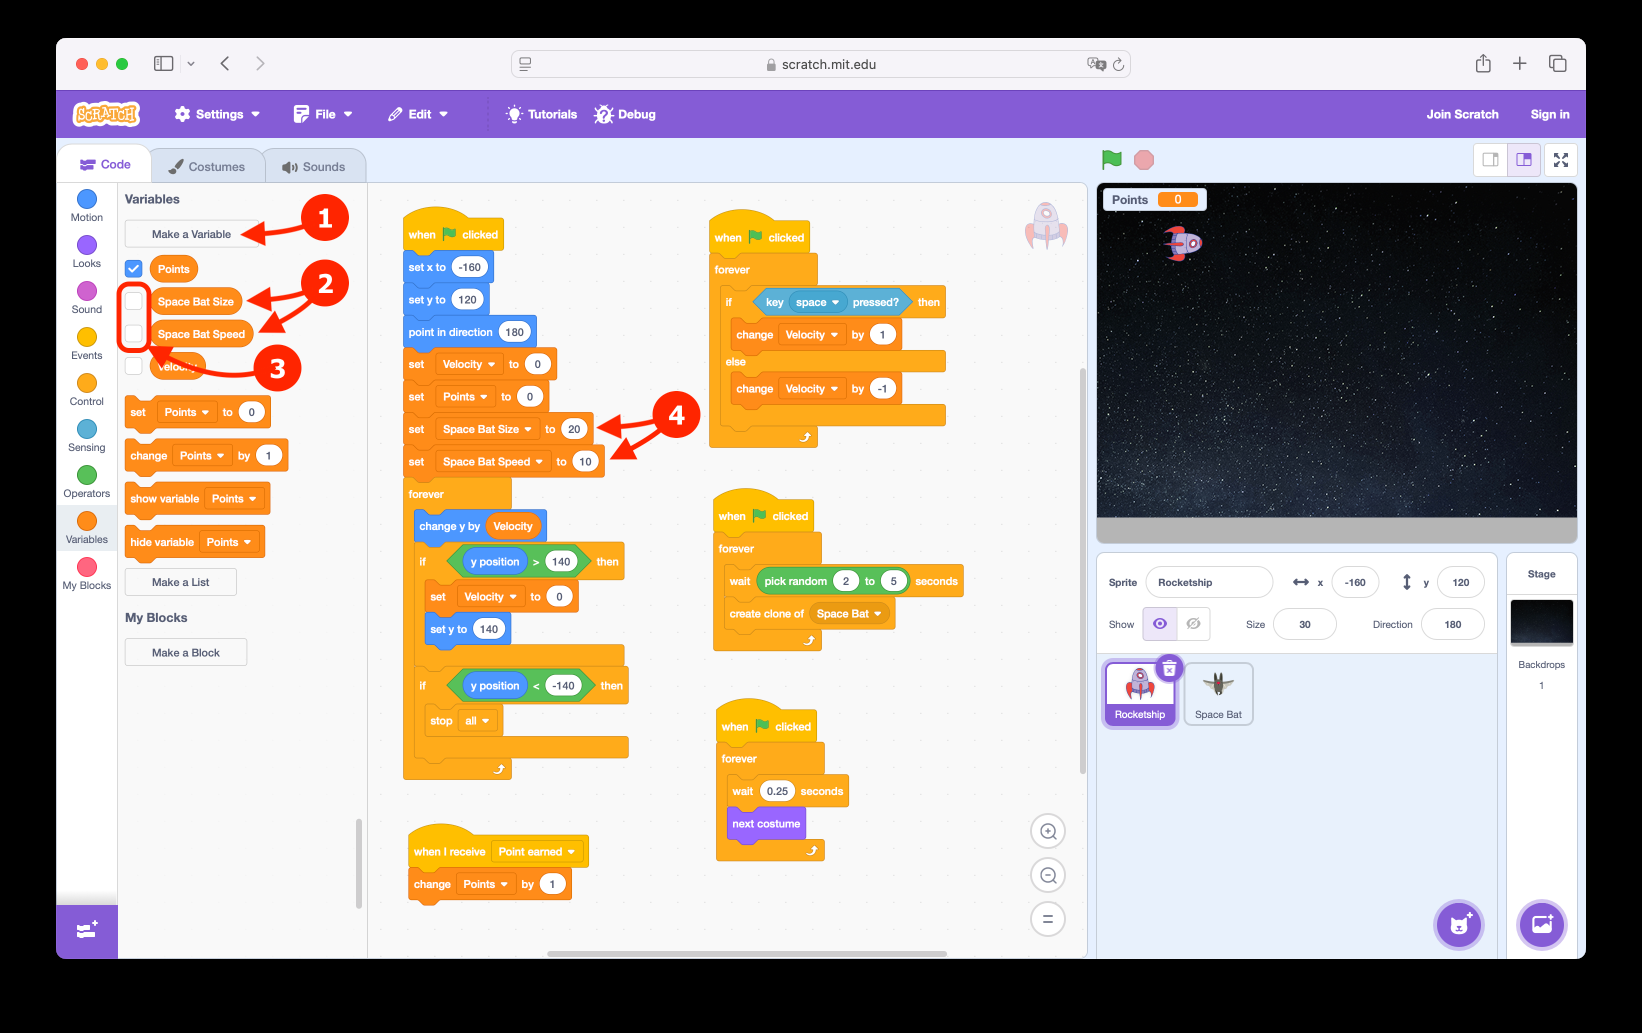 scratch.mit.edu
SCRATCH
Settings
File
Edit
Tutorials
Debug
Join Scratch
Sign in
Code
Costumes
Sounds
Motion
Looks
Sound
Events
Control
Sensing
Operators
Variables
My Blocks
Variables
Make a Variable
1
Points
Space Bat Size
2
Space Bat Speed
Velocity
3
set Points to 0
change Points by 1
show variable Points
hide variable Points
Make a List
My Blocks
Make a Block
when clicked
set x to -160
set y to 120
point in direction 180
set Velocity to 0
set Points to 0
set Space Bat Size to 20
set Space Bat Speed to 10
4
forever
change y by Velocity
if y position > 140 then
set Velocity to 0
set y to 140
if y position < -140 then
stop all
when I receive Point earned
change Points by 1
when clicked
forever
if key space pressed? then
change Velocity by 1
else
change Velocity by -1
when clicked
forever
wait pick random 2 to 5 seconds
create clone of Space Bat
when clicked
forever
wait 0.25 seconds
next costume
Points 0
Sprite Rocketship x -160 y 120
Show Size 30 Direction 180
Rocketship
Space Bat
Stage
Backdrops
1